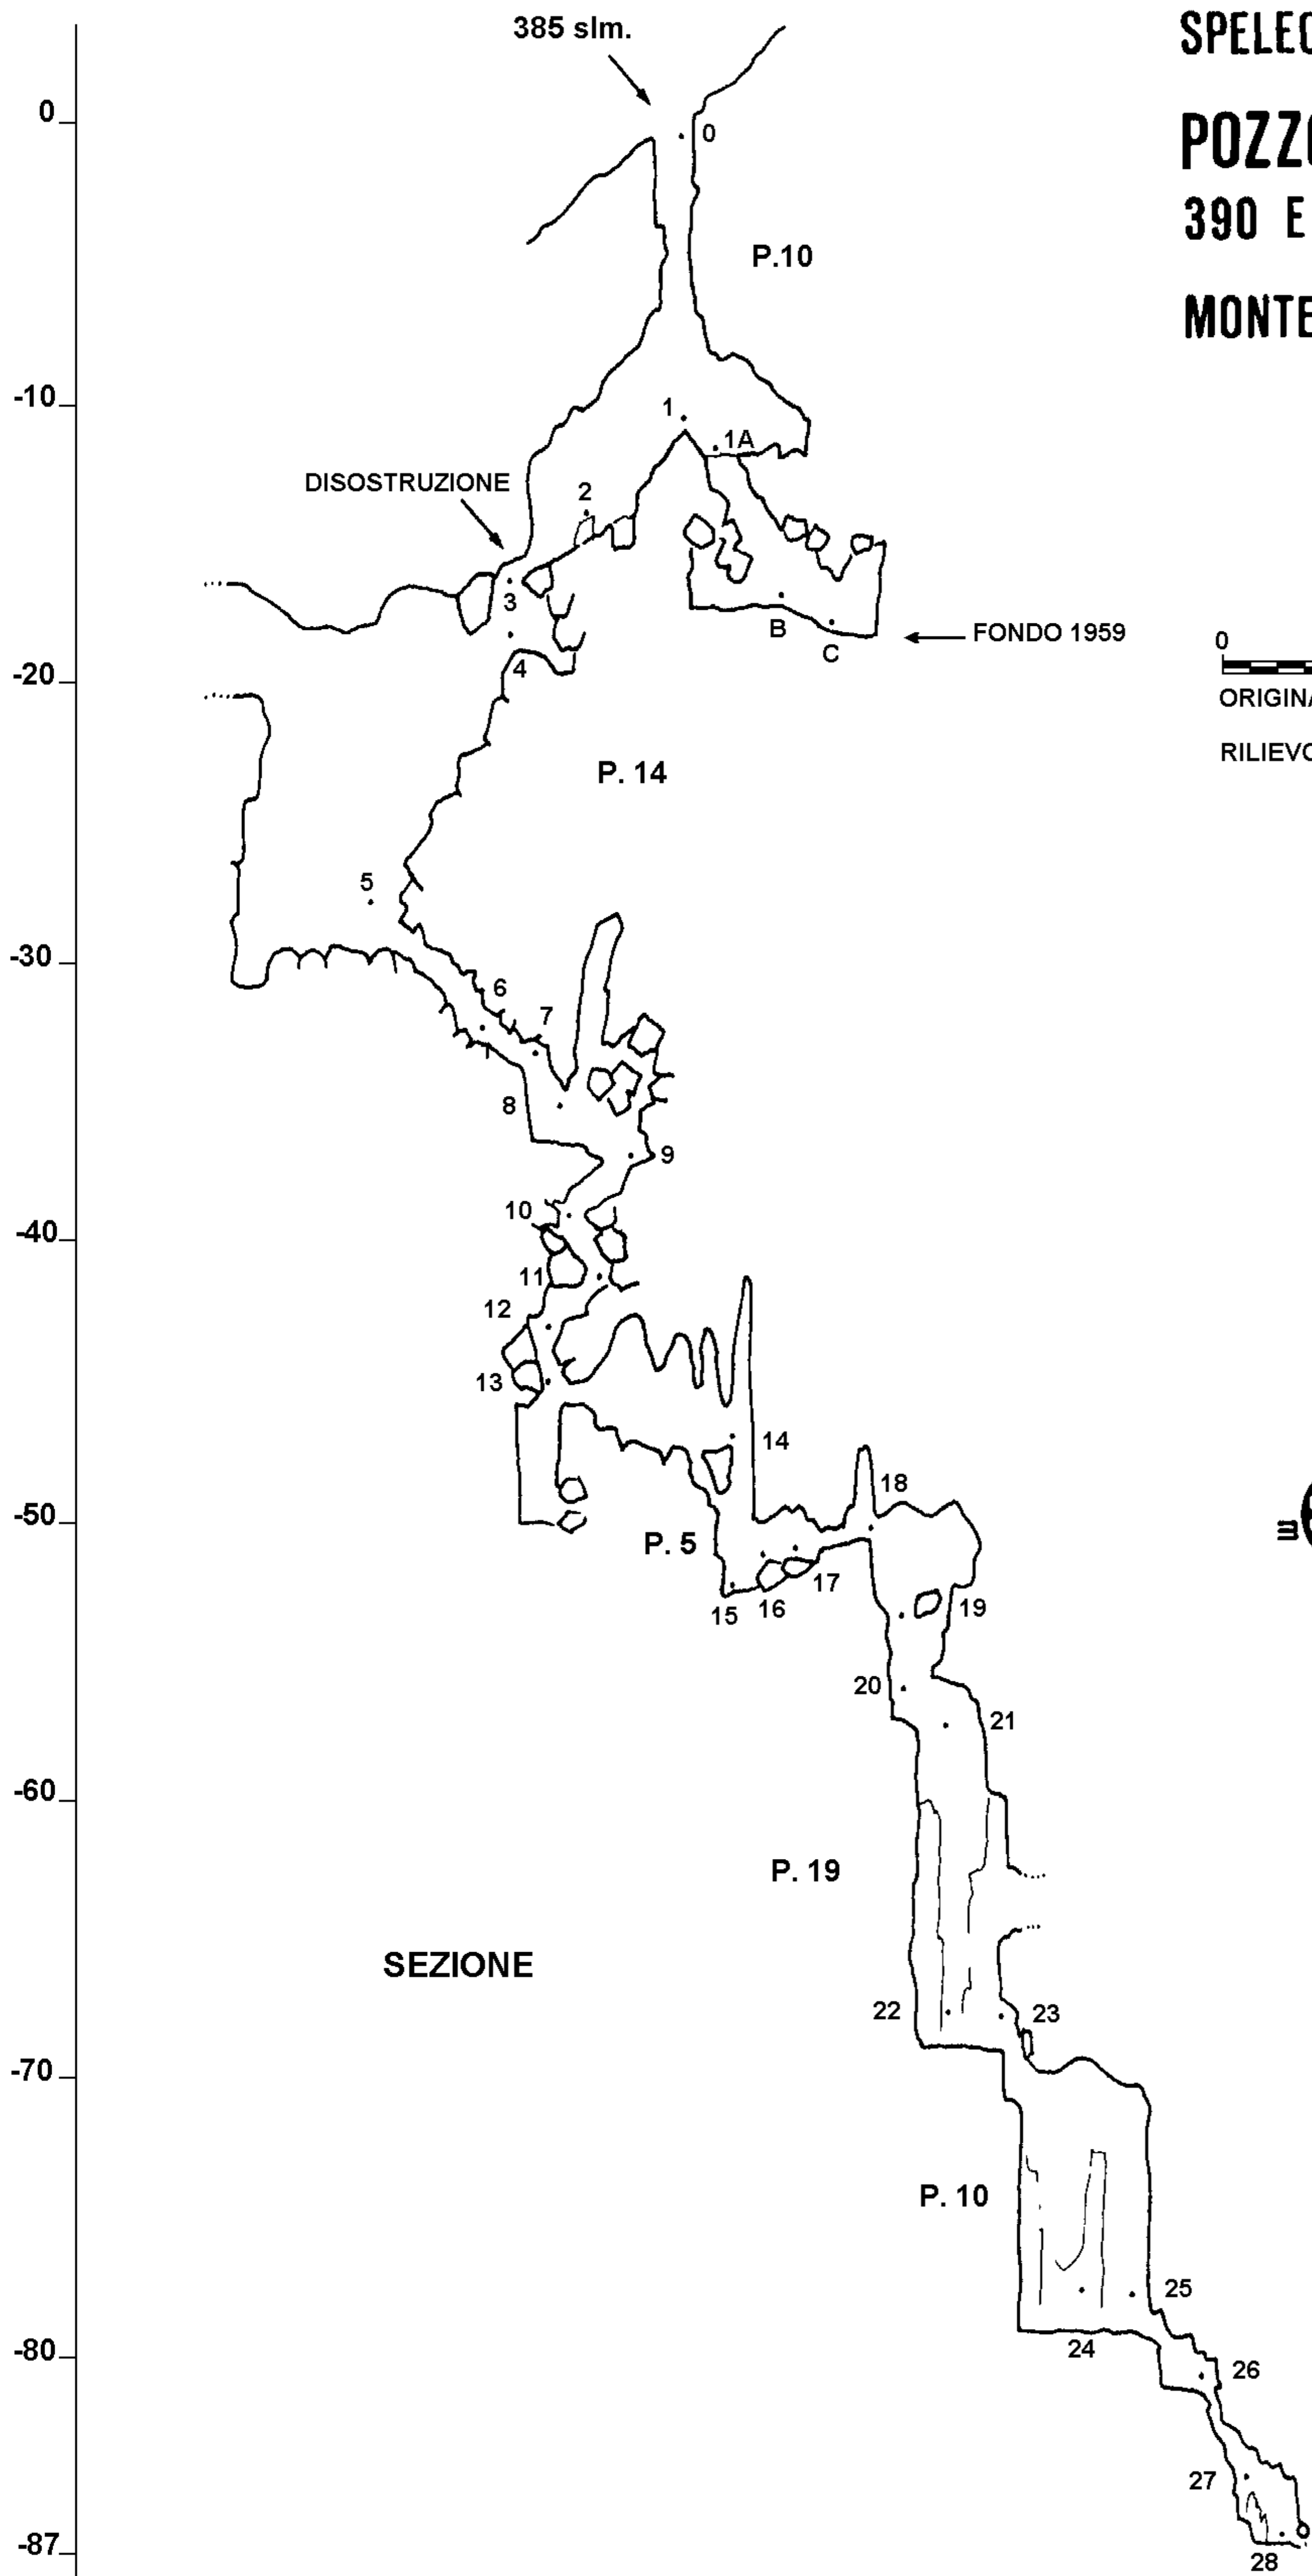 385 slm.
SPELEO
POZZO
390 E
MONTE
0
0
P.10
-10
1
1A
DISOSTRUZIONE
2
3
B
C
FONDO 1959
4
-20
0
ORIGINA
RILIEVO
P. 14
5
-30
6
7
8
9
10
-40
11
12
13
14
18
-50
P. 5
m
15
16
17
19
20
21
-60
P. 19
SEZIONE
22
23
-70
P. 10
25
24
-80
26
27
-87
28